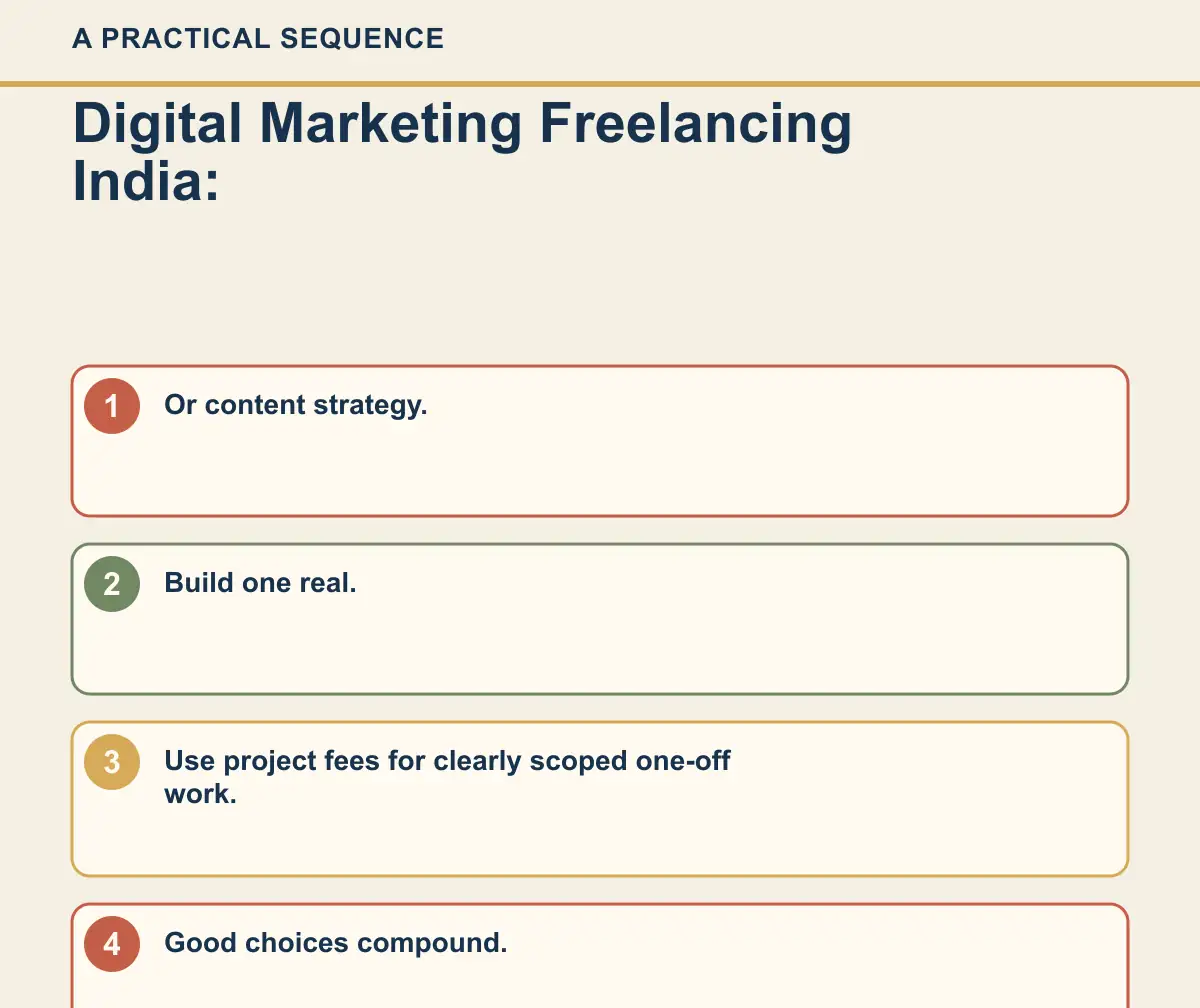 A PRACTICAL SEQUENCE
Digital Marketing Freelancing
India:
1
Or content strategy.
2
Build one real.
3
Use project fees for clearly scoped one-off
work.
4
Good choices compound.